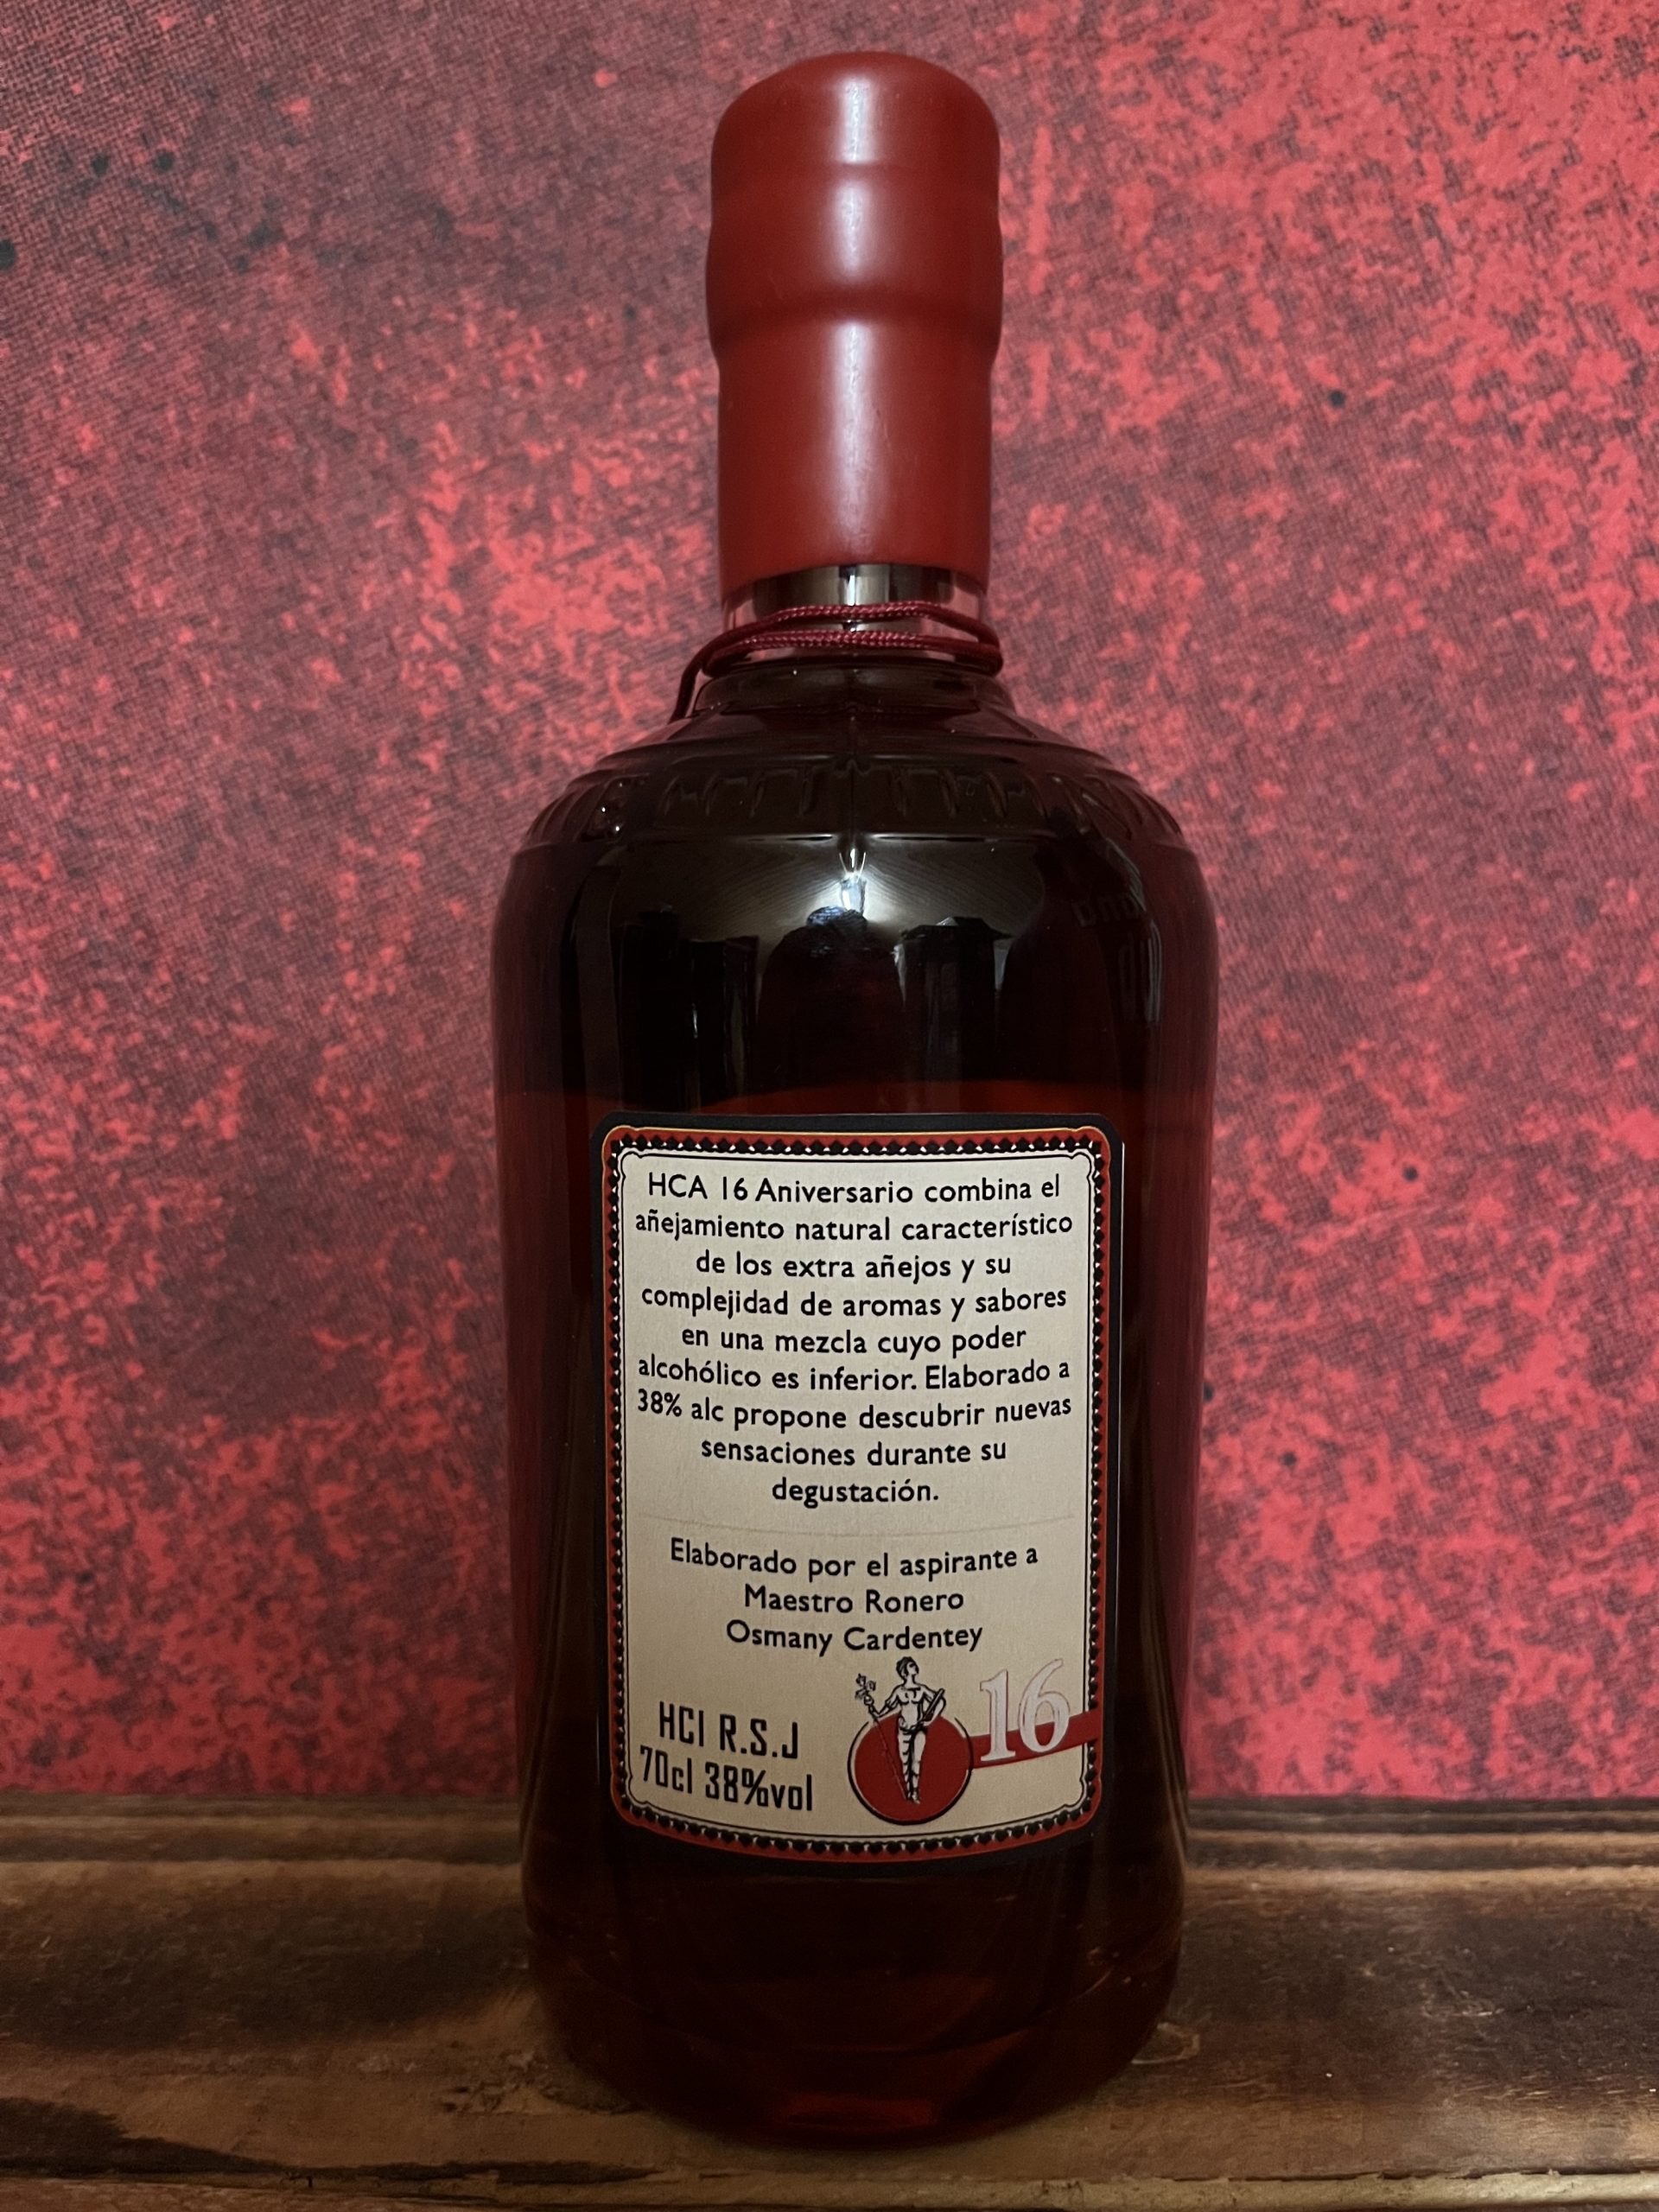 HCA 16 Aniversario combina el
añejamiento natural característico
de los extra añejos y su
complejidad de aromas y sabores
en una mezcla cuyo poder
alcohólico es inferior. Elaborado a
38% alc propone descubrir nuevas
sensaciones durante su
degustación.
Elaborado por el aspirante a
Maestro Ronero
Osmany Cardentey
16
HCI R.S.J
70cl 38%vol